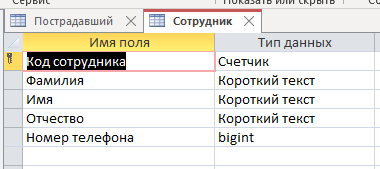 Сервис Показать или скрыть
Пострадавший Сотрудник
Имя поля Тип данных
Код сотрудника Счетчик
Фамилия Короткий текст
Имя Короткий текст
Отчество Короткий текст
Номер телефона bigint